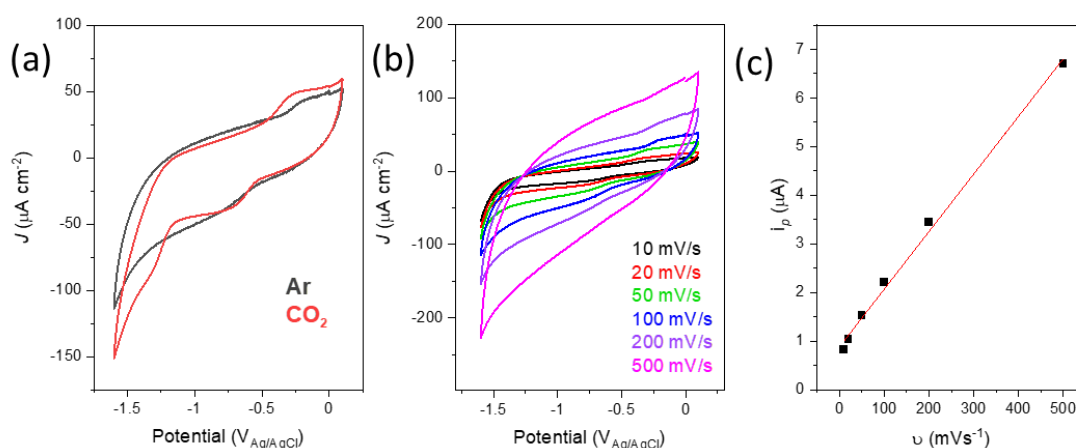 (a)
100
50
0
-50
-100
-150
J (μA cm⁻²)
Ar
CO₂
-1.5
-1
-0.5
0
Potential (V_Ag/AgCl)
(b)
200
100
0
-100
-200
J (μA cm⁻²)
10 mV/s
20 mV/s
50 mV/s
100 mV/s
200 mV/s
500 mV/s
-1.5
-1
-0.5
0
Potential (V_Ag/AgCl)
(c)
7
6
5
4
3
2
1
0
i_p (μA)
0
100
200
300
400
500
υ (mVs⁻¹)